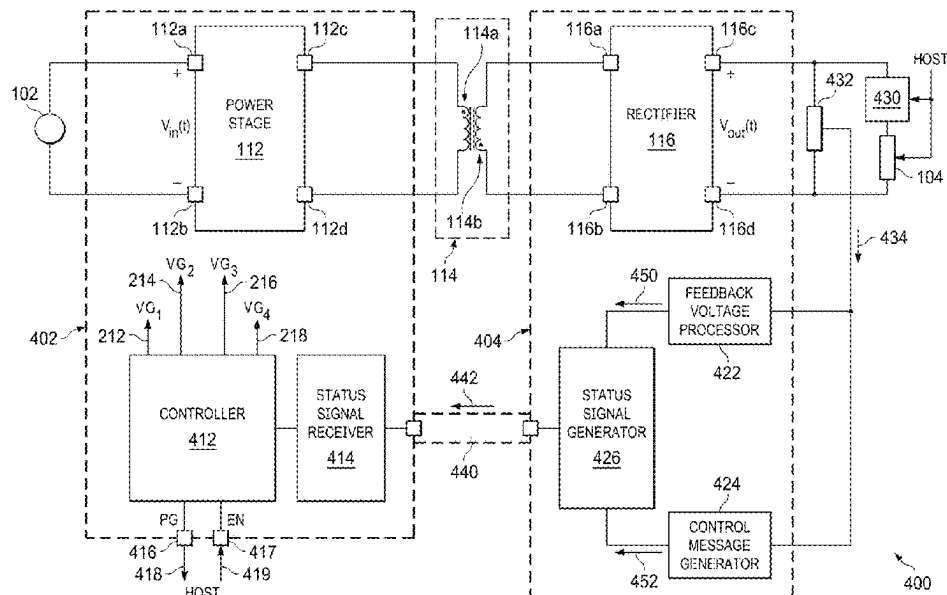 112a
112c
114a
116a
116c
HOST
102
+
+
432
430
POWER
STAGE
112
RECTIFIER
116
Vin(t)
Vout(t)
104
−
−
112b
112d
114b
116b
116d
114
434
VG2
VG3
214
216
VG1
VG4
212
218
402
450
FEEDBACK
VOLTAGE
PROCESSOR
422
404
442
CONTROLLER
412
STATUS
SIGNAL
RECEIVER
414
STATUS
SIGNAL
GENERATOR
426
440
424
PG
EN
416
417
CONTROL
MESSAGE
GENERATOR
452
418
419
HOST
400